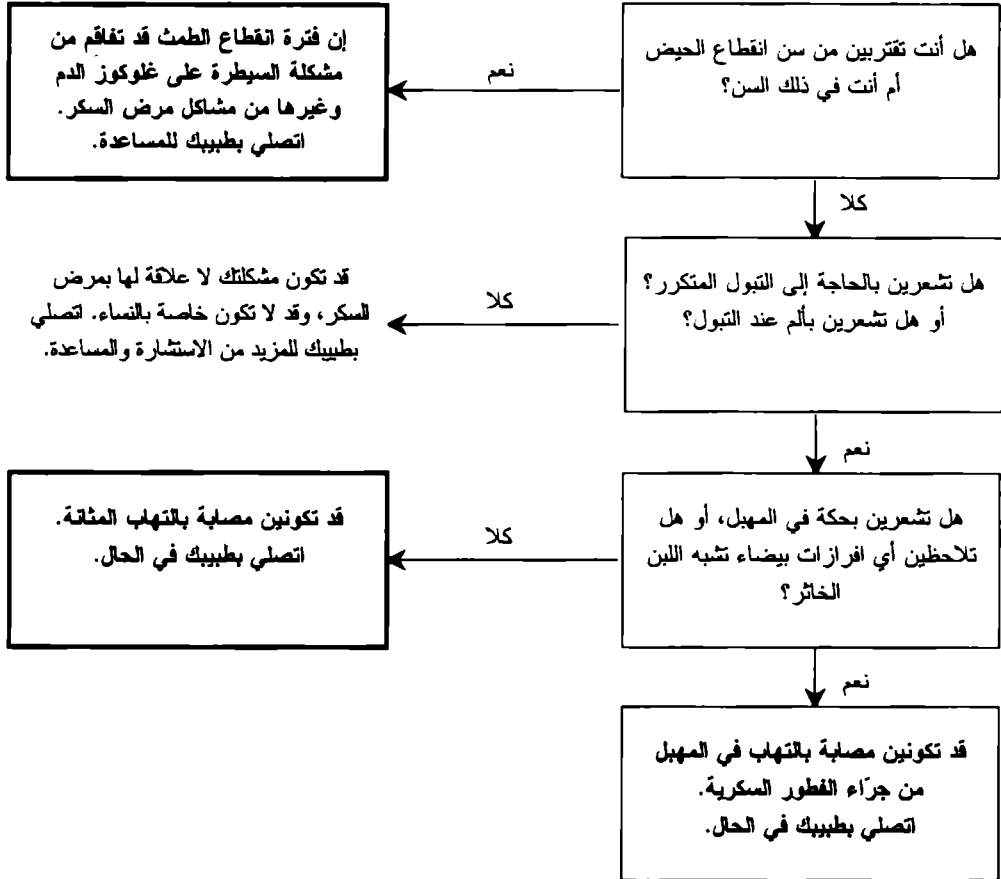 هل أنت تقتربين من سن انقطاع الحيض
أم أنت في ذلك السن؟
نعم
إن فترة انقطاع الطمث قد تفاقم من
مشكلة السيطرة على غلوكوز الدم
وغيرها من مشاكل مرض السكر.
اتصلي بطبيبك للمساعدة.
كلا
هل تشعرين بالحاجة إلى التبول المتكرر؟
أو هل تشعرين بألم عند التبول؟
كلا
قد تكون مشكلتك لا علاقة لها بمرض
السكر، وقد لا تكون خاصة بالنساء. اتصلي
بطبيبك للمزيد من الاستشارة والمساعدة.
نعم
هل تشعرين بحكة في المهبل، أو هل
تلاحظين أي افرازات بيضاء تشبه اللبن
الخاثر؟
كلا
قد تكونين مصابة بالتهاب المثانة.
اتصلي بطبيبك في الحال.
نعم
قد تكونين مصابة بالتهاب في المهبل
من جرّاء الفطور السكرية.
اتصلي بطبيبك في الحال.